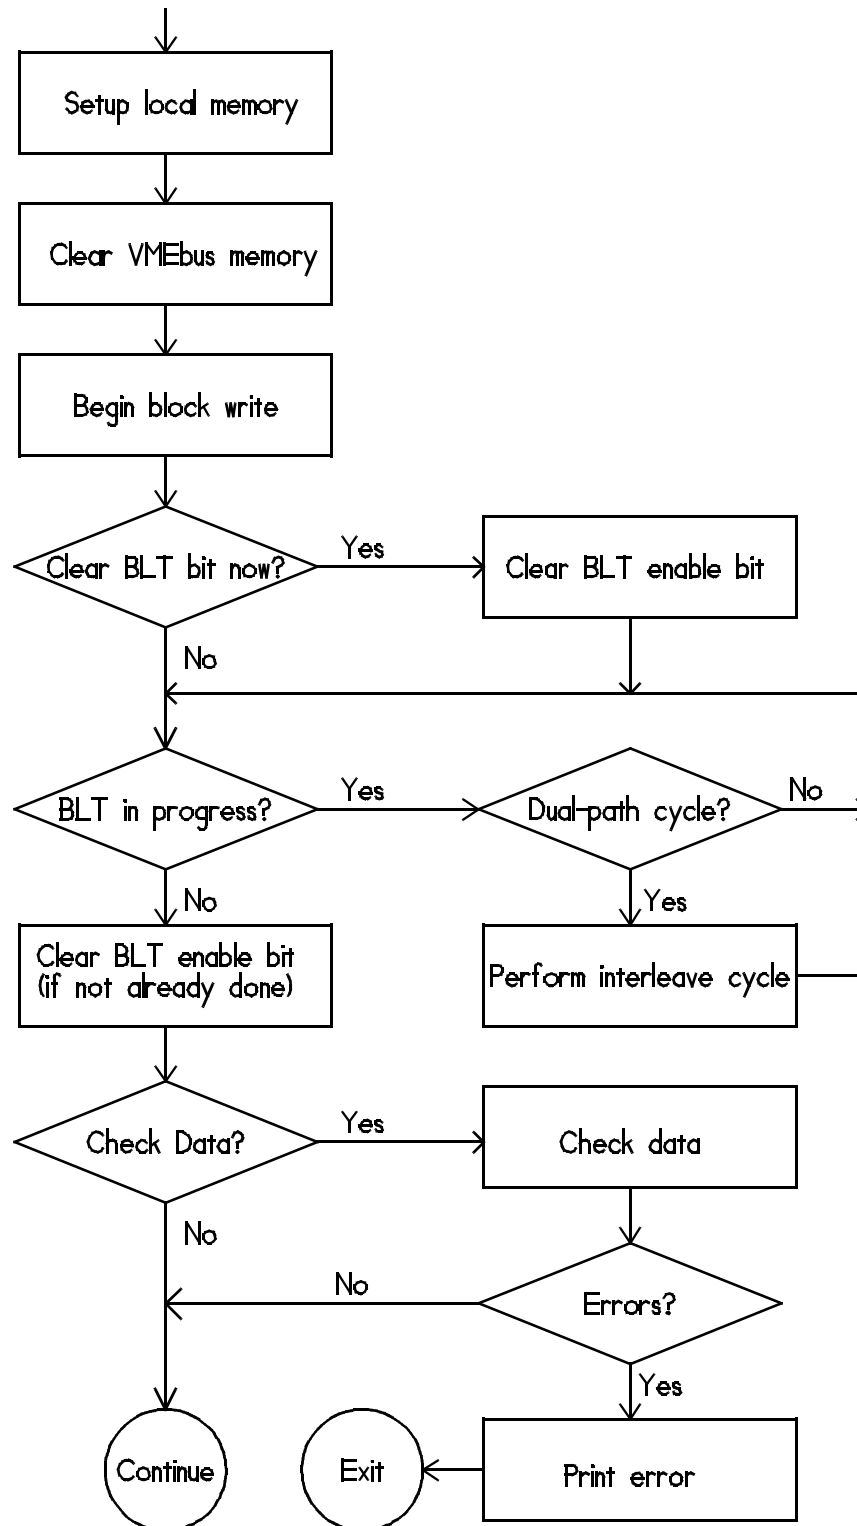 Setup local memory
Clear VMEbus memory
Begin block write
Clear BLT bit now?
Yes
Clear BLT enable bit
No
BLT in progress?
Yes
Dual-path cycle?
No
No
Yes
Clear BLT enable bit
(if not already done)
Perform interleave cycle
Check Data?
Yes
Check data
No
No
Errors?
Yes
Continue
Exit
Print error